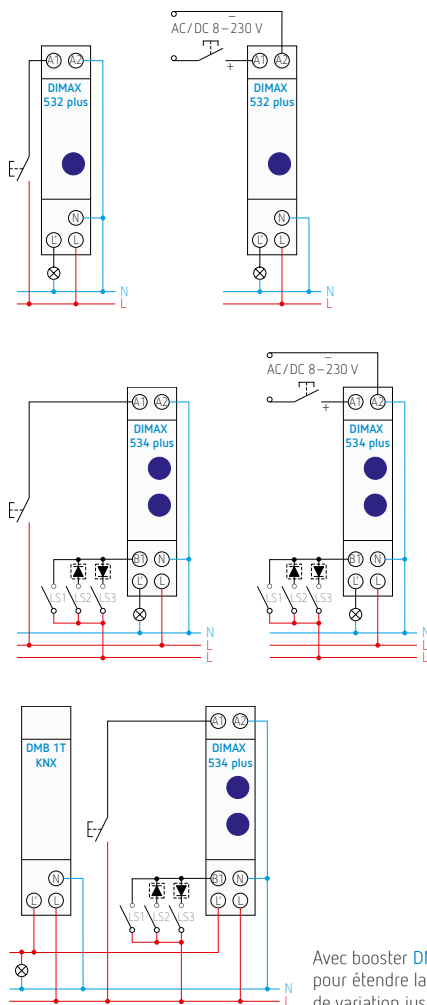 A1 A2
DIMAX
532 plus
N
L' L
N
L
AC/DC 8–230 V
–
+
A1 A2
DIMAX
532 plus
N
L' L
N
L
A1 A2
DIMAX
534 plus
B1 N
LS1 LS2 LS3
L' L
N
L
L
AC/DC 8–230 V
–
+
A1 A2
DIMAX
534 plus
B1 N
LS1 LS2 LS3
L' L
N
L
L
DMB 1T
KNX
N
L' L
A1 A2
DIMAX
534 plus
B1 N
LS1 LS2 LS3
L' L
N
L
Avec booster
pour étendre la
de variation